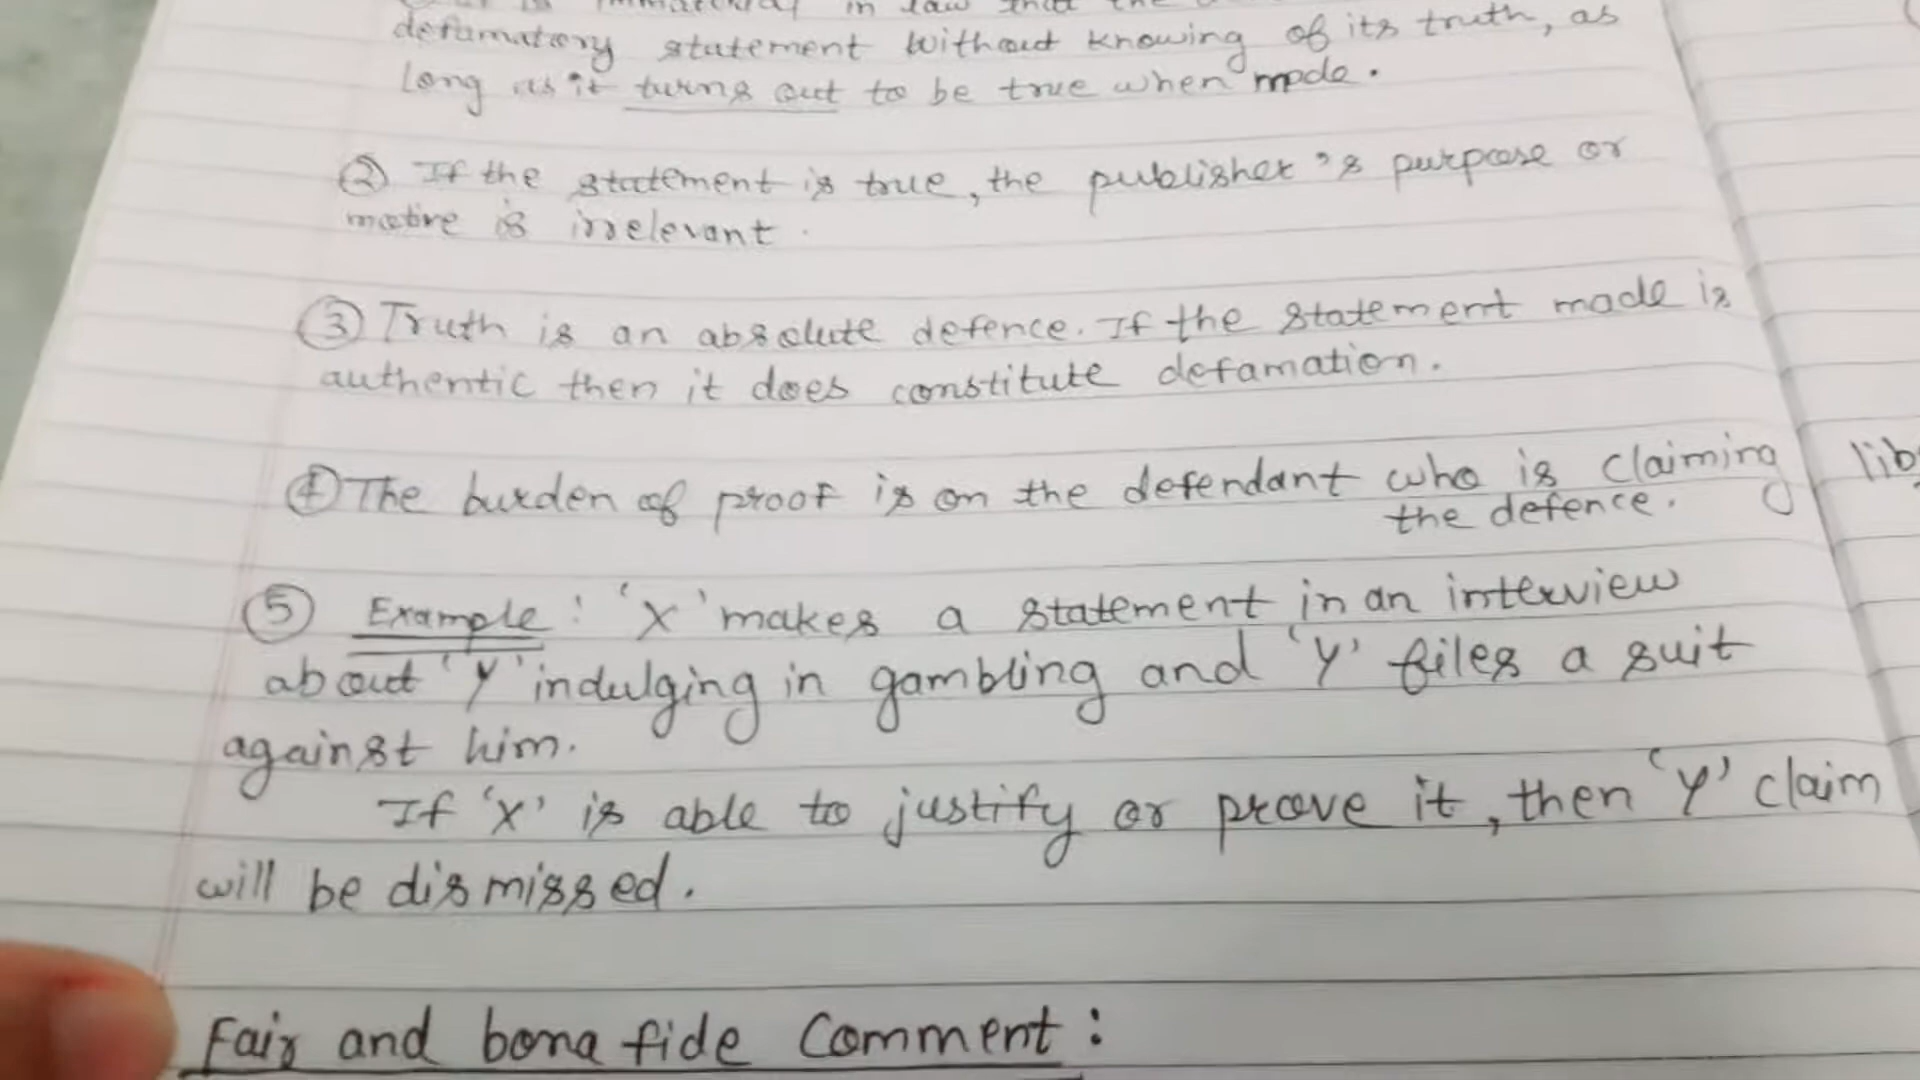 in law that the
defamatory statement without knowing of its truth, as
long as it turns out to be true when made.
② If the statement is true, the publisher's purpose or
motive is irrelevant.
③ Truth is an absolute defence. If the statement made is
authentic then it does constitute defamation.
④ The burden of proof is on the defendant who is claiming
the defence.
⑤ Example: 'X' makes a statement in an interview
about 'Y' indulging in gambling and 'Y' files a suit
against him.
If 'X' is able to justify or prove it, then 'Y' claim
will be dismissed.
Fair and bona fide Comment: